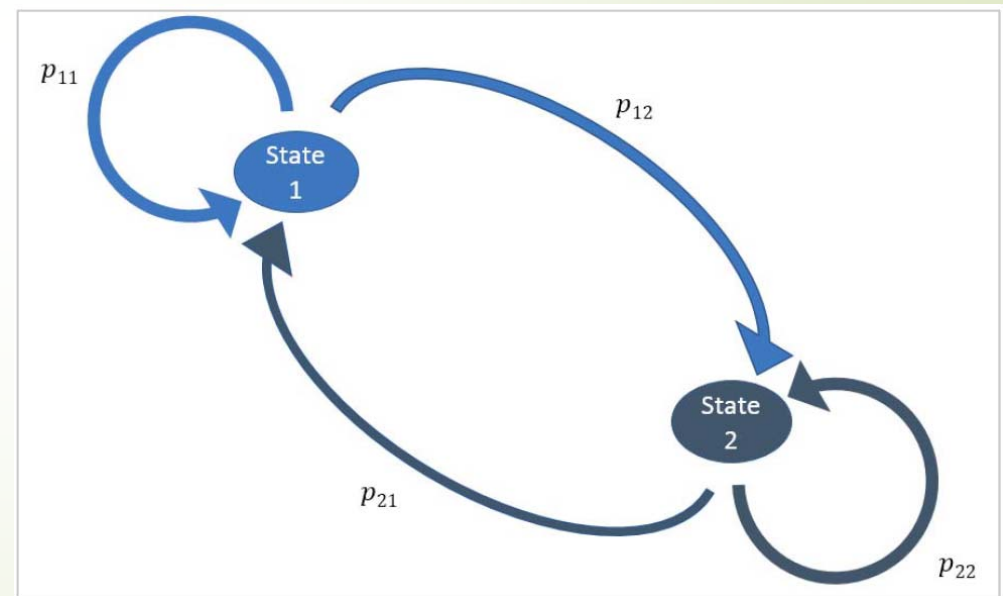 p₁₁
p₁₂
State
1
State
2
p₂₁
p₂₂